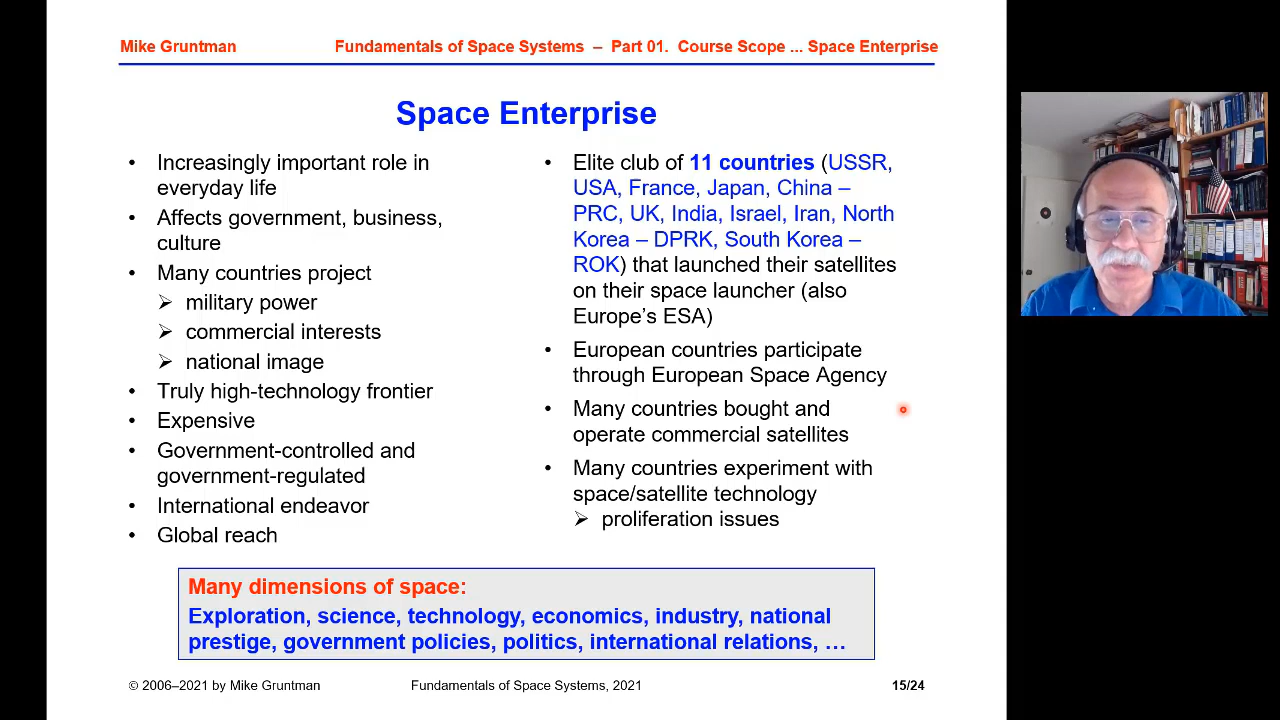 Mike Gruntman
Fundamentals of Space Systems – Part 01. Course Scope ... Space Enterprise
Space Enterprise
• Increasingly important role in
everyday life
• Affects government, business,
culture
• Many countries project
➢ military power
➢ commercial interests
➢ national image
• Truly high-technology frontier
• Expensive
• Government-controlled and
government-regulated
• International endeavor
• Global reach
• Elite club of 11 countries (USSR,
USA, France, Japan, China –
PRC, UK, India, Israel, Iran, North
Korea – DPRK, South Korea –
ROK) that launched their satellites
on their space launcher (also
Europe's ESA)
• European countries participate
through European Space Agency
• Many countries bought and
operate commercial satellites
• Many countries experiment with
space/satellite technology
➢ proliferation issues
Many dimensions of space:
Exploration, science, technology, economics, industry, national
prestige, government policies, politics, international relations, …
© 2006–2021 by Mike Gruntman
Fundamentals of Space Systems, 2021
15/24